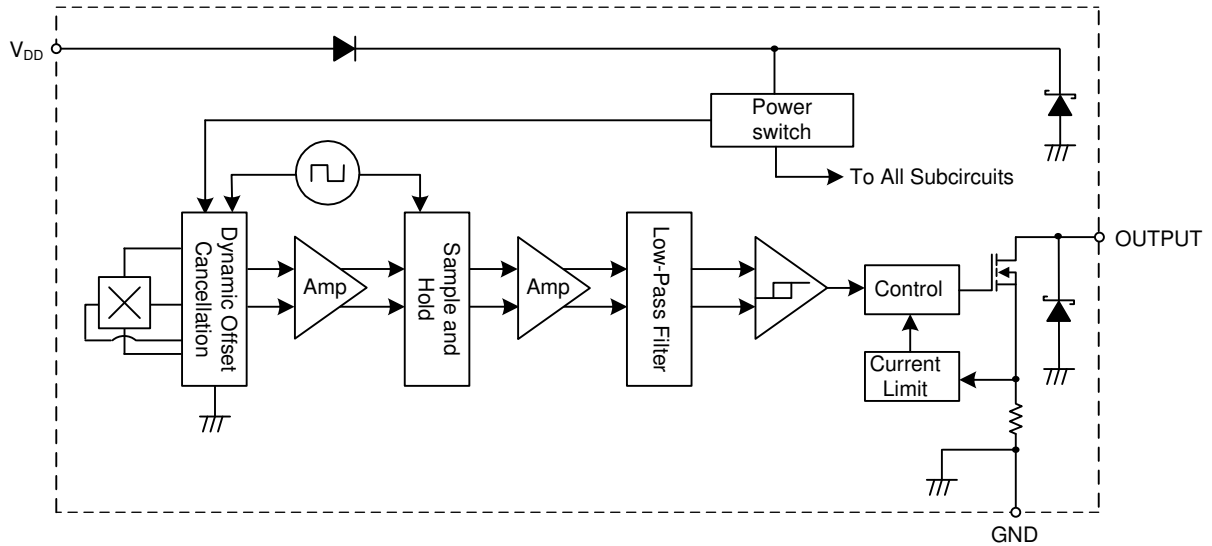 VDD
Power
switch
To All Subcircuits
Dynamic Offset
Cancellation
Amp
Sample and
Hold
Amp
Low-Pass Filter
Control
Current
Limit
OUTPUT
GND